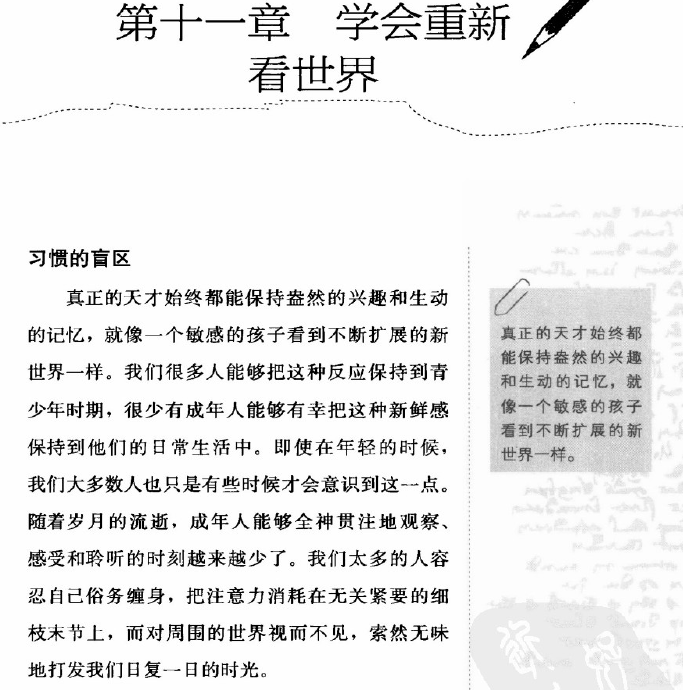 第十一章 学会重新
看世界
习惯的盲区
真正的天才始终都能保持盎然的兴趣和生动
的记忆，就像一个敏感的孩子看到不断扩展的新
世界一样。我们很多人能够把这种反应保持到青
少年时期，很少有成年人能够有幸把这种新鲜感
保持到他们的日常生活中。即使在年轻的时候，
我们大多数人也只是有些时候才会意识到这一点。
随着岁月的流逝，成年人能够全神贯注地观察、
感受和聆听的时刻越来越少了。我们太多的人容
忍自己俗务缠身，把注意力消耗在无关紧要的细
枝末节上，而对周围的世界视而不见，索然无味
地打发我们日复一日的时光。
真正的天才始终都
能保持盎然的兴趣
和生动的记忆，就
像一个敏感的孩子
看到不断扩展的新
世界一样。